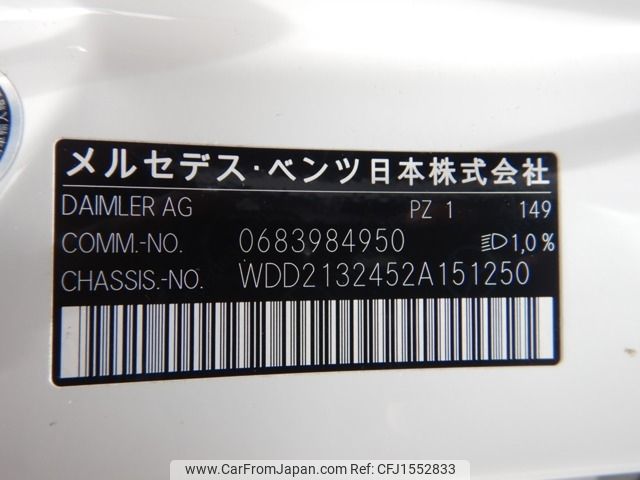 メルセデス・ベンツ日本株式会社
DAIMLER AG PZ 1 149
COMM.-NO. 0683984950 1,0%
CHASSIS.-NO. WDD2132452A151250
www.CarFromJapan.com CFJ1552833